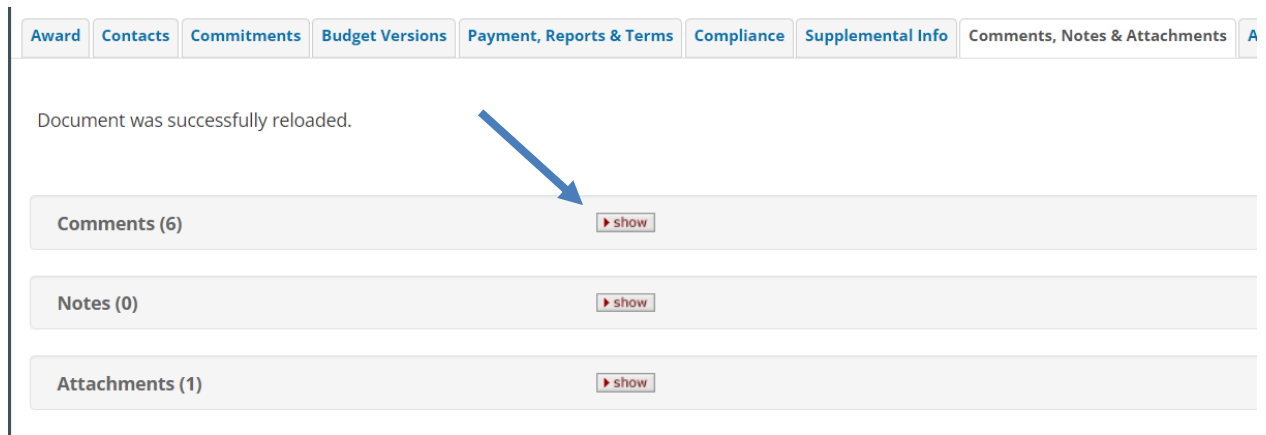 Award Contacts Commitments Budget Versions Payment, Reports & Terms Compliance Supplemental Info Comments, Notes & Attachments A
Document was successfully reloaded.
Comments (6) show
Notes (0) show
Attachments (1) show